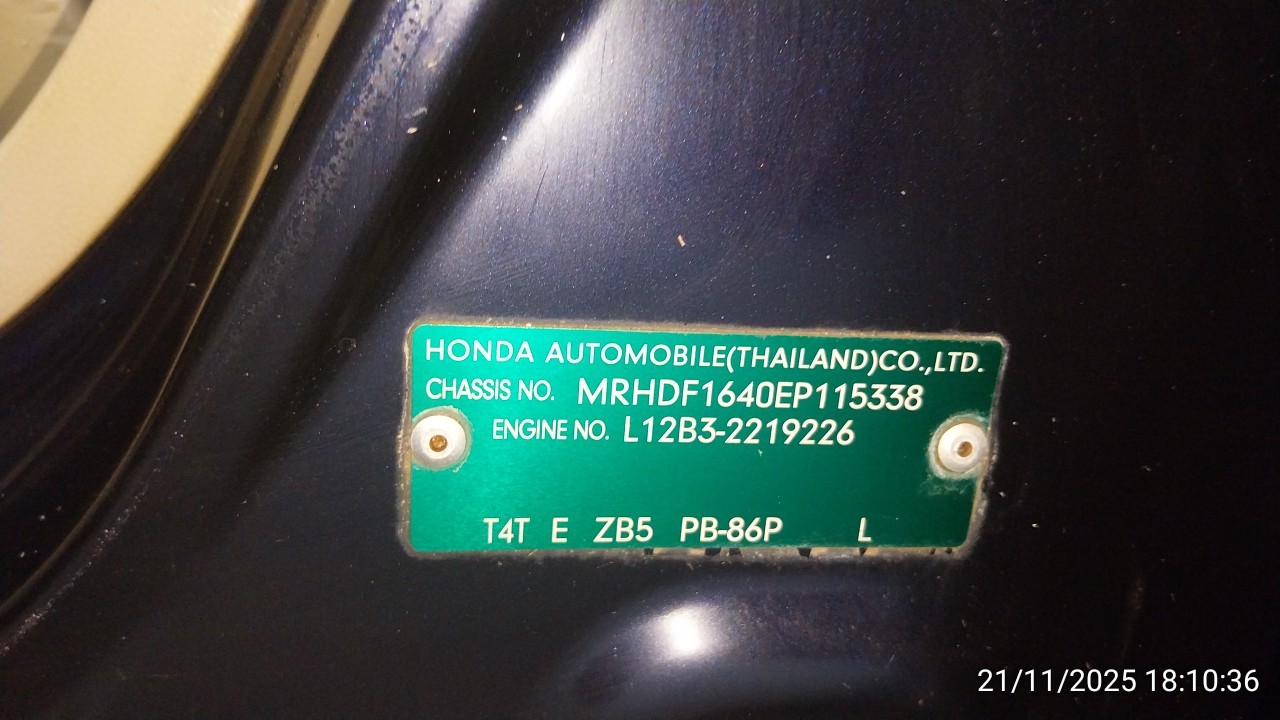 HONDA AUTOMOBILE(THAILAND)CO.,LTD.
CHASSIS NO. MRHDF1640EP115338
ENGINE NO. L12B3-2219226
T4T E ZB5 PB-86P L
21/11/2025 18:10:36